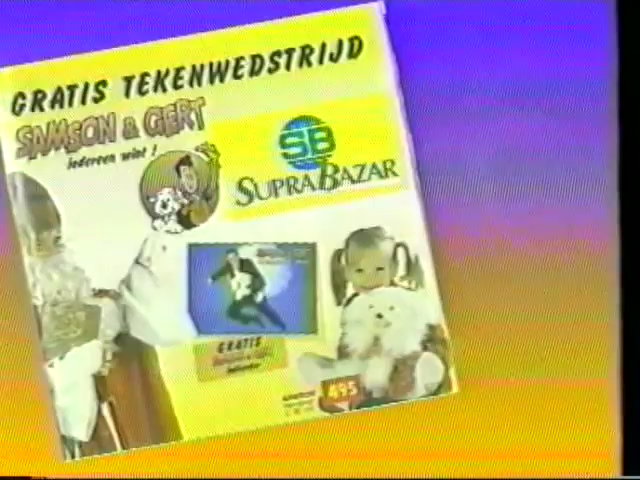 GRATIS TEKENWEDSTRIJD
SAMSON & GERT
iedereen wint !
SB
SUPRABAZAR
GRATIS
495